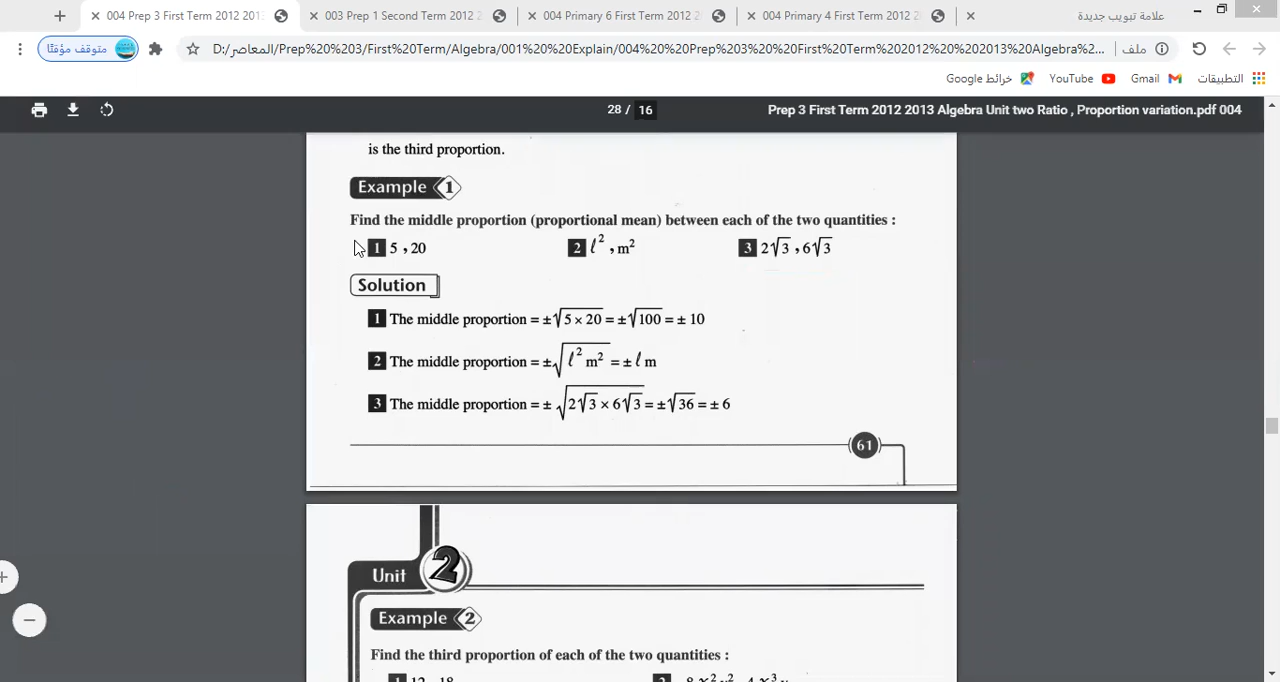 004 Prep 3 First Term 2012 201
003 Prep 1 Second Term 2012 2
004 Primary 6 First Term 2012 2
004 Primary 4 First Term 2012 2
علامة تبويب جديدة
متوقف مؤقتًا
D:/المعاصر/Prep%20%203/First%20Term/Algebra/001%20%20Explain/004%20%20Prep%203%20%20First%20Term%202012%20%202013%20Algebra%2...
ملف
التطبيقات
Gmail
YouTube
خرائط Google
28 / 16
Prep 3 First Term 2012 2013 Algebra Unit two Ratio , Proportion variation.pdf 004
is the third proportion.
Example 1
Find the middle proportion (proportional mean) between each of the two quantities :
1 5 , 20 2 ℓ² , m² 3 2√3 , 6√3
Solution
1 The middle proportion = ±√5 × 20 = ±√100 = ± 10
2 The middle proportion = ±√ℓ² m² = ± ℓ m
3 The middle proportion = ± √2√3 × 6√3 = ±√36 = ± 6
61
Unit 2
Example 2
Find the third proportion of each of the two quantities :
1 12 , 18